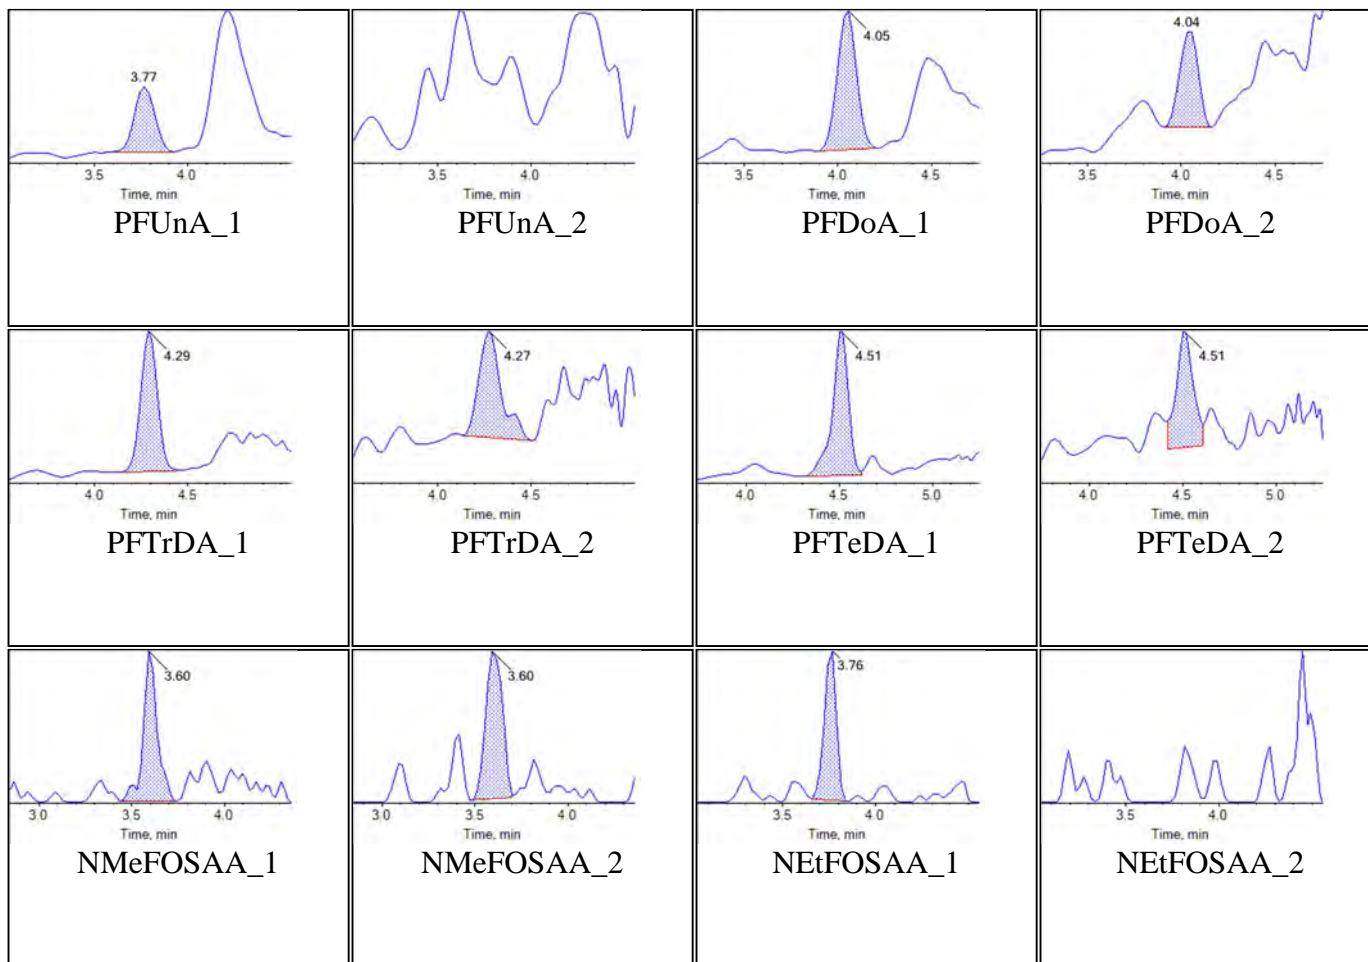 3.77
3.5 4.0
Time, min
PFUnA_1
3.5 4.0
Time, min
PFUnA_2
4.05
3.5 4.0 4.5
Time, min
PFDoA_1
4.04
3.5 4.0 4.5
Time, min
PFDoA_2
4.29
4.0 4.5
Time, min
PFTrDA_1
4.27
4.0 4.5
Time, min
PFTrDA_2
4.51
4.0 4.5 5.0
Time, min
PFTeDA_1
4.51
4.0 4.5 5.0
Time, min
PFTeDA_2
3.60
3.0 3.5 4.0
Time, min
NMeFOSAA_1
3.60
3.0 3.5 4.0
Time, min
NMeFOSAA_2
3.76
3.5 4.0
Time, min
NEtFOSAA_1
3.5 4.0
Time, min
NEtFOSAA_2